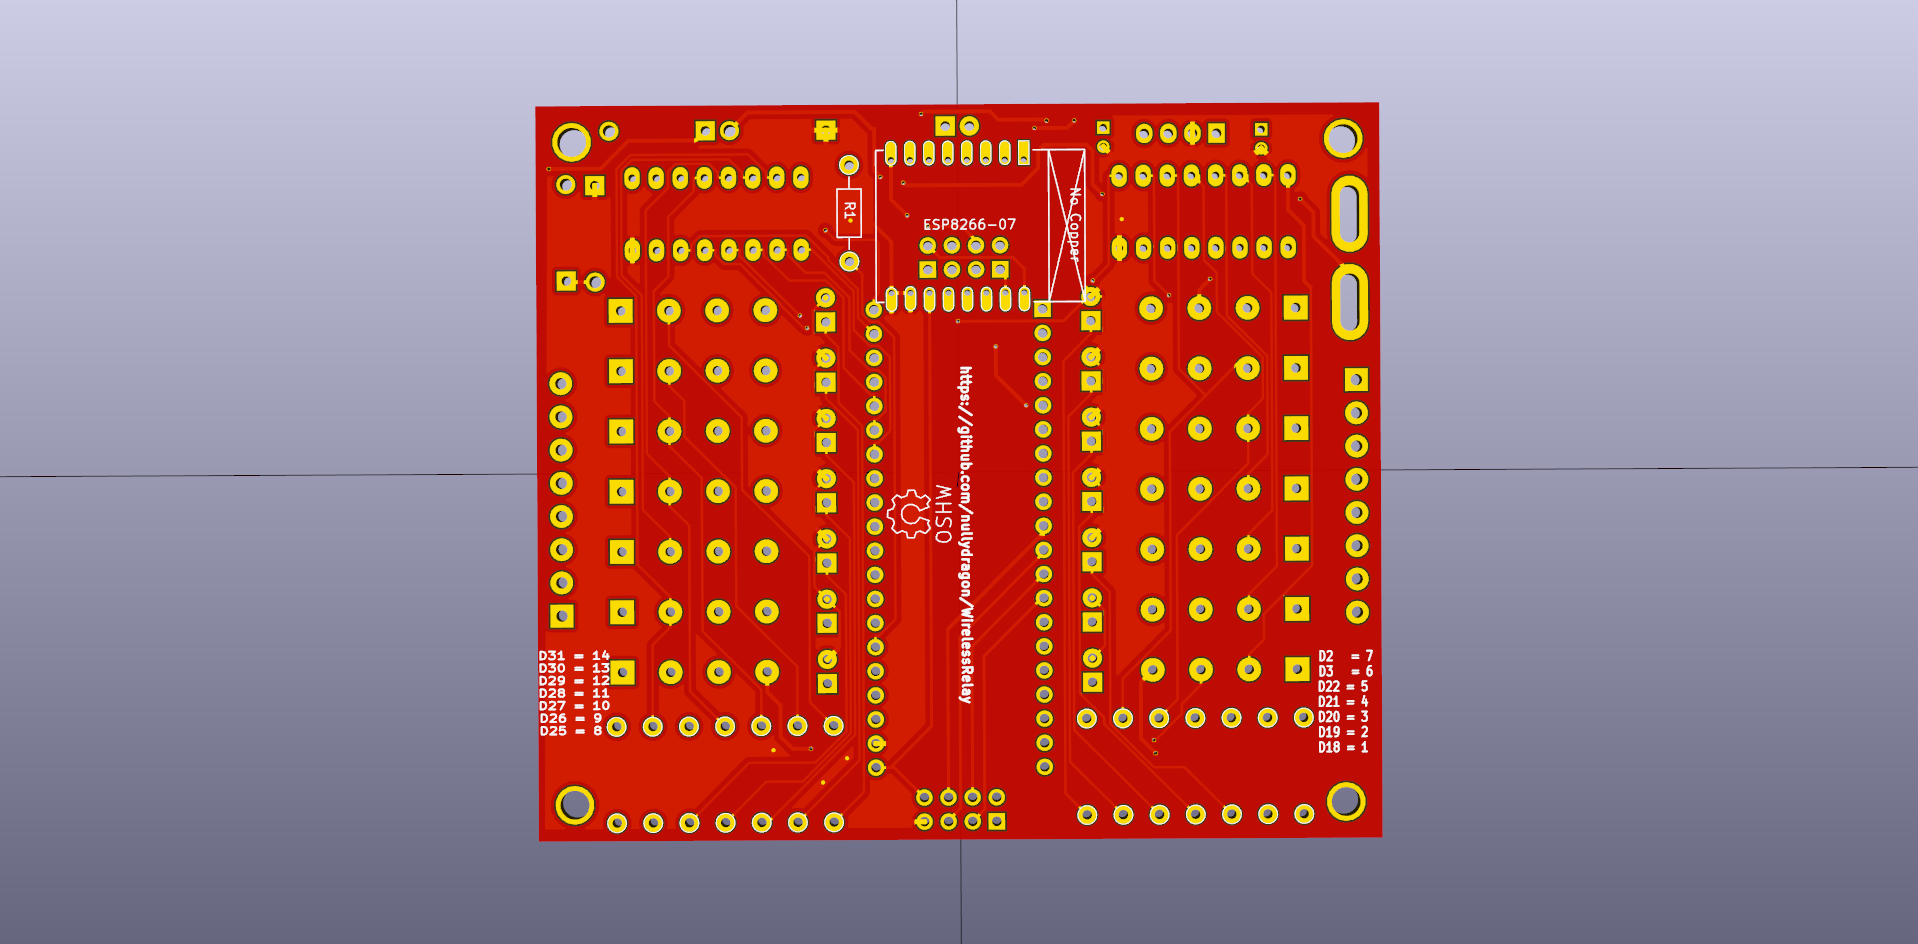 R1
ESP8266-07
No Copper
https://github.com/nullydragon/WirelessRelay
MHSO
D31 = 14
D30 = 13
D29 = 12
D28 = 11
D27 = 10
D26 = 9
D25 = 8
D2 = 7
D3 = 6
D22 = 5
D21 = 4
D20 = 3
D19 = 2
D18 = 1